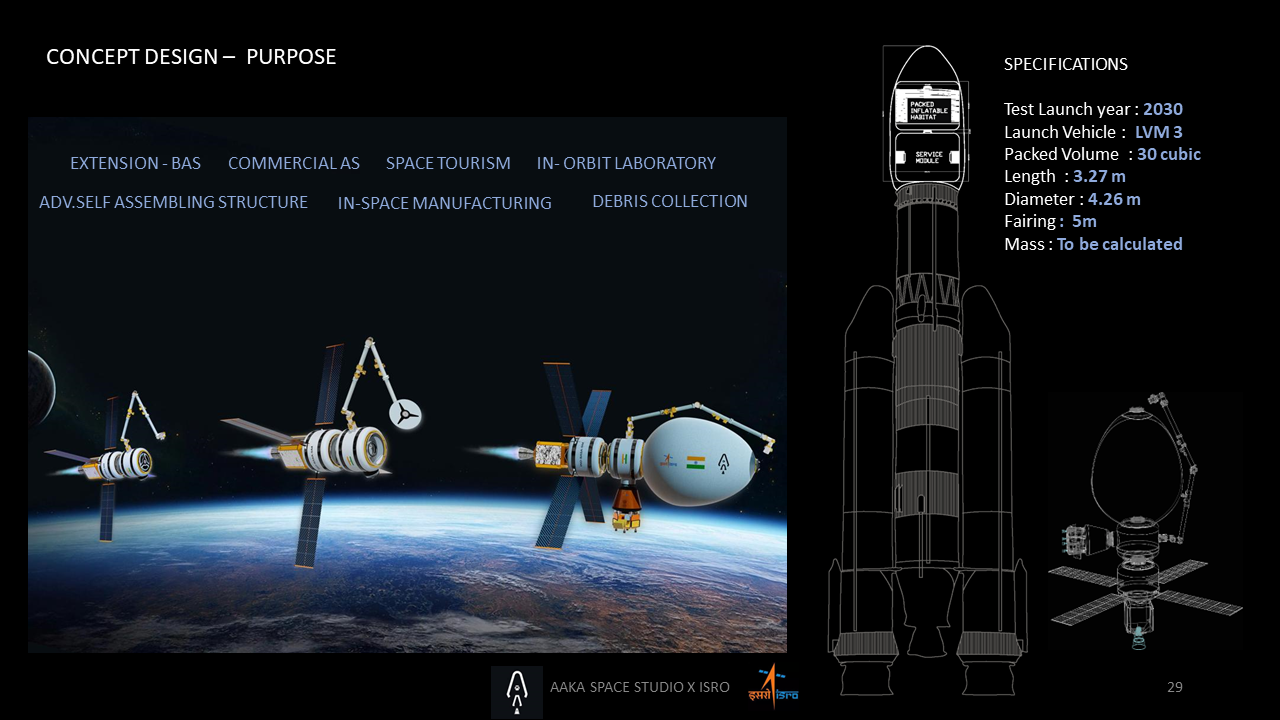 CONCEPT DESIGN – PURPOSE
EXTENSION - BAS COMMERCIAL AS SPACE TOURISM IN- ORBIT LABORATORY
ADV.SELF ASSEMBLING STRUCTURE IN-SPACE MANUFACTURING DEBRIS COLLECTION
PACKED
INFLATABLE
HABITAT
SERVICE
MODULE
SPECIFICATIONS
Test Launch year : 2030
Launch Vehicle : LVM 3
Packed Volume : 30 cubic
Length : 3.27 m
Diameter : 4.26 m
Fairing : 5m
Mass : To be calculated
AAKA SPACE STUDIO X ISRO
इसरो isro
29